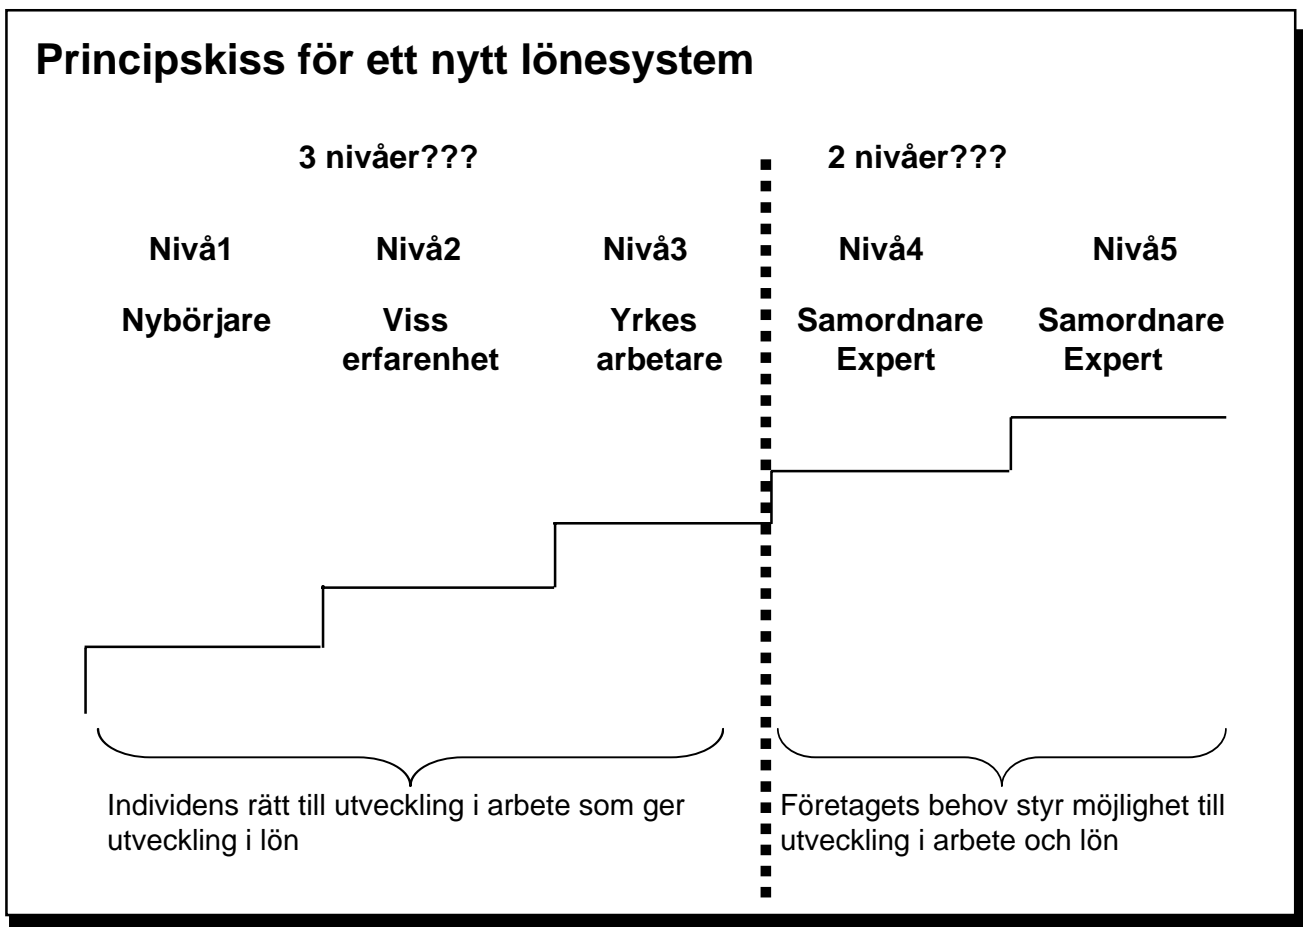 Principskiss för ett nytt lönesystem
3 nivåer???
2 nivåer???
Nivå1
Nivå2
Nivå3
Nivå4
Nivå5
Nybörjare
Viss
erfarenhet
Yrkes
arbetare
Samordnare
Expert
Samordnare
Expert
Individens rätt till utveckling i arbete som ger
utveckling i lön
Företagets behov styr möjlighet till
utveckling i arbete och lön